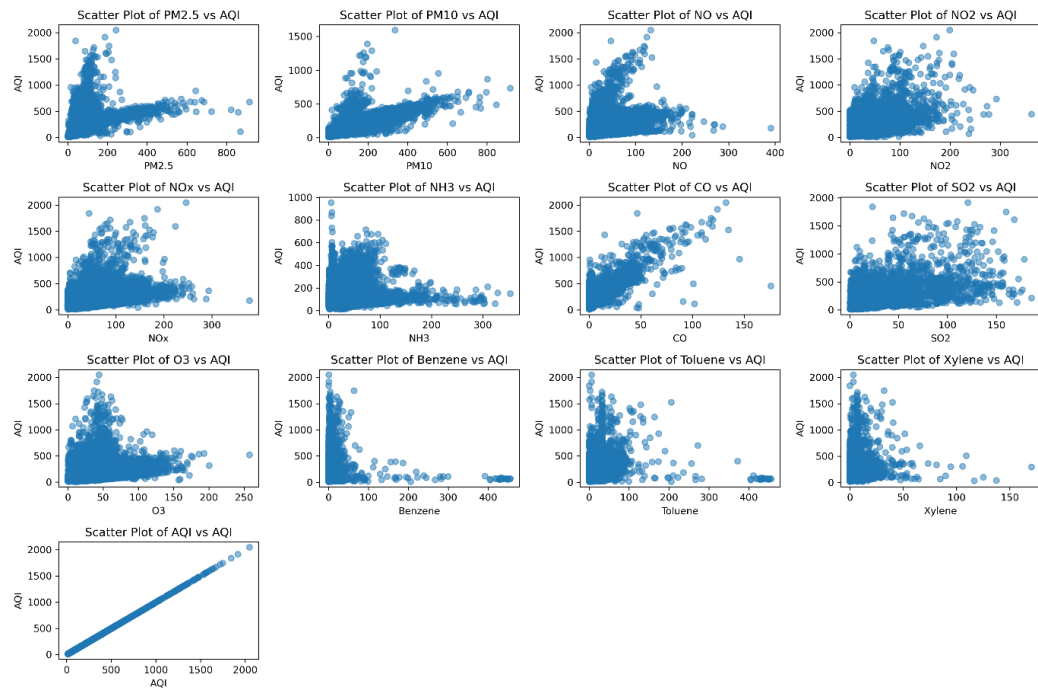 Scatter Plot of PM2.5 vs AQI
2000
1500
1000
500
0
AQI
0 200 400 600 800
PM2.5
Scatter Plot of PM10 vs AQI
1500
1000
500
0
AQI
0 200 400 600 800
PM10
Scatter Plot of NO vs AQI
2000
1500
1000
500
0
AQI
0 100 200 300 400
NO
Scatter Plot of NO2 vs AQI
2000
1500
1000
500
0
AQI
0 100 200 300
NO2
Scatter Plot of NOx vs AQI
2000
1500
1000
500
0
AQI
0 100 200 300
NOx
Scatter Plot of NH3 vs AQI
1000
800
600
400
200
0
AQI
0 100 200 300
NH3
Scatter Plot of CO vs AQI
2000
1500
1000
500
0
AQI
0 50 100 150
CO
Scatter Plot of SO2 vs AQI
2000
1500
1000
500
0
AQI
0 50 100 150
SO2
Scatter Plot of O3 vs AQI
2000
1500
1000
500
0
AQI
0 50 100 150 200 250
O3
Scatter Plot of Benzene vs AQI
2000
1500
1000
500
0
AQI
0 100 200 300 400
Benzene
Scatter Plot of Toluene vs AQI
2000
1500
1000
500
0
AQI
0 100 200 300 400
Toluene
Scatter Plot of Xylene vs AQI
2000
1500
1000
500
0
AQI
0 50 100 150
Xylene
Scatter Plot of AQI vs AQI
2000
1500
1000
500
0
AQI
0 500 1000 1500 2000
AQI